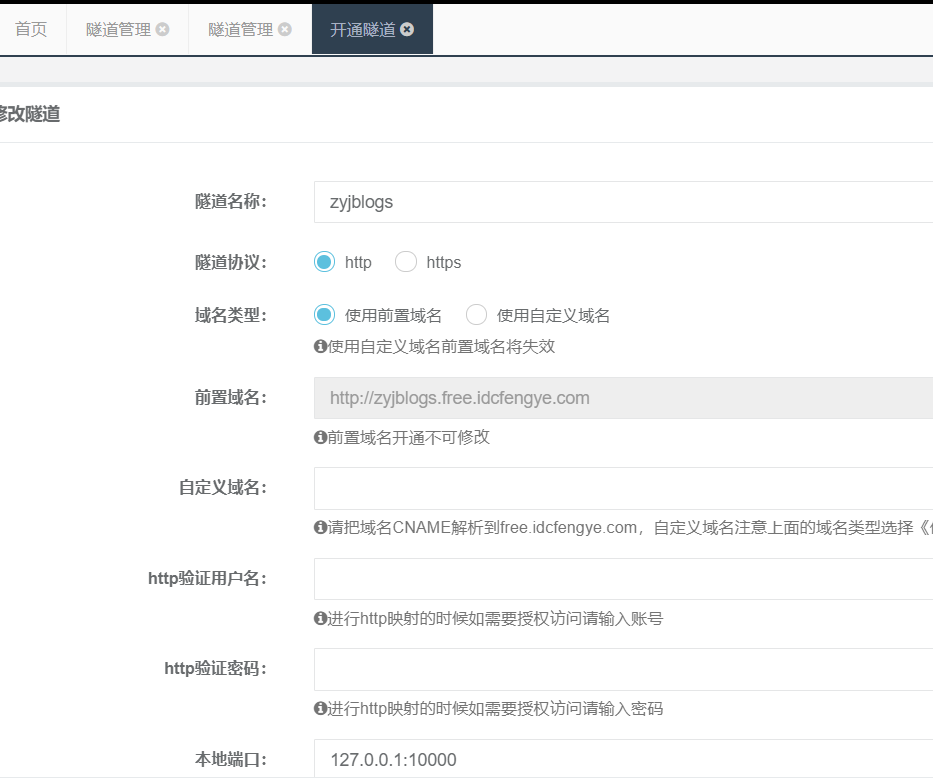 首页 隧道管理 隧道管理 开通隧道
修改隧道
隧道名称： zyjblogs
隧道协议： http https
域名类型： 使用前置域名 使用自定义域名
使用自定义域名前置域名将失效
前置域名： http://zyjblogs.free.idcfengye.com
前置域名开通不可修改
自定义域名：
请把域名CNAME解析到free.idcfengye.com，自定义域名注意上面的域名类型选择《
http验证用户名：
进行http映射的时候如需要授权访问请输入账号
http验证密码：
进行http映射的时候如需要授权访问请输入密码
本地端口： 127.0.0.1:10000